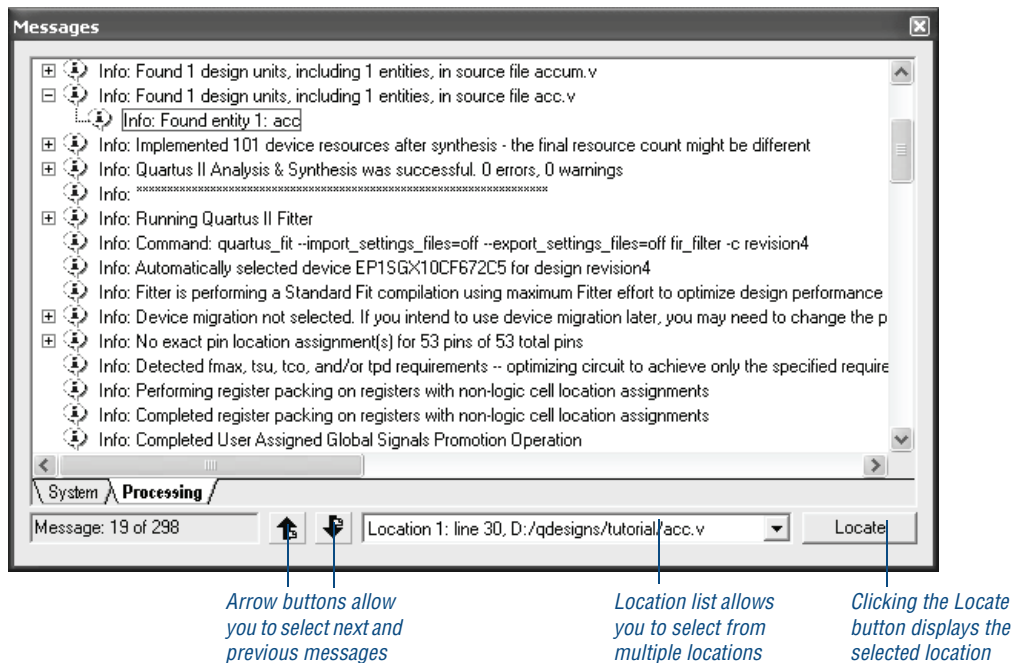 Messages
Info: Found 1 design units, including 1 entities, in source file accum.v
Info: Found 1 design units, including 1 entities, in source file acc.v
Info: Found entity 1: acc
Info: Implemented 101 device resources after synthesis - the final resource count might be different
Info: Quartus II Analysis & Synthesis was successful. 0 errors, 0 warnings
Info: *******************************************************************
Info: Running Quartus II Fitter
Info: Command: quartus_fit --import_settings_files=off --export_settings_files=off fir_filter -c revision4
Info: Automatically selected device EP1SGX10CF672C5 for design revision4
Info: Fitter is performing a Standard Fit compilation using maximum Fitter effort to optimize design performance
Info: Device migration not selected. If you intend to use device migration later, you may need to change the p
Info: No exact pin location assignment(s) for 53 pins of 53 total pins
Info: Detected fmax, tsu, tco, and/or tpd requirements -- optimizing circuit to achieve only the specified require
Info: Performing register packing on registers with non-logic cell location assignments
Info: Completed register packing on registers with non-logic cell location assignments
Info: Completed User Assigned Global Signals Promotion Operation
System Processing
Message: 19 of 298 Location 1: line 30, D:/qdesigns/tutorial/acc.v Locate
Arrow buttons allow
you to select next and
previous messages
Location list allows
you to select from
multiple locations
Clicking the Locate
button displays the
selected location